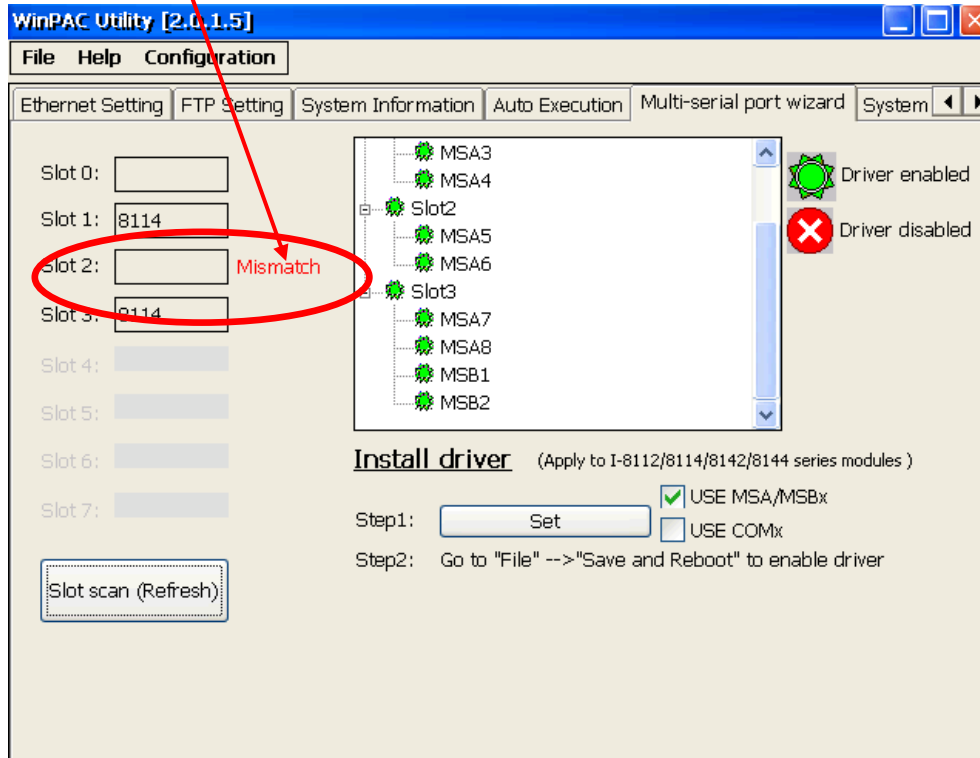 WinPAC Utility [2.0.1.5]
File Help Configuration
Ethernet Setting FTP Setting System Information Auto Execution Multi-serial port wizard System
Slot 0:
Slot 1: 8114
Slot 2: Mismatch
Slot 3: 8114
Slot 4:
Slot 5:
Slot 6:
Slot 7:
Slot scan (Refresh)
MSA3
MSA4
Slot2
MSA5
MSA6
Slot3
MSA7
MSA8
MSB1
MSB2
Driver enabled
Driver disabled
Install driver (Apply to I-8112/8114/8142/8144 series modules )
USE MSA/MSBx
Step1: Set
USE COMx
Step2: Go to "File" -->"Save and Reboot" to enable driver